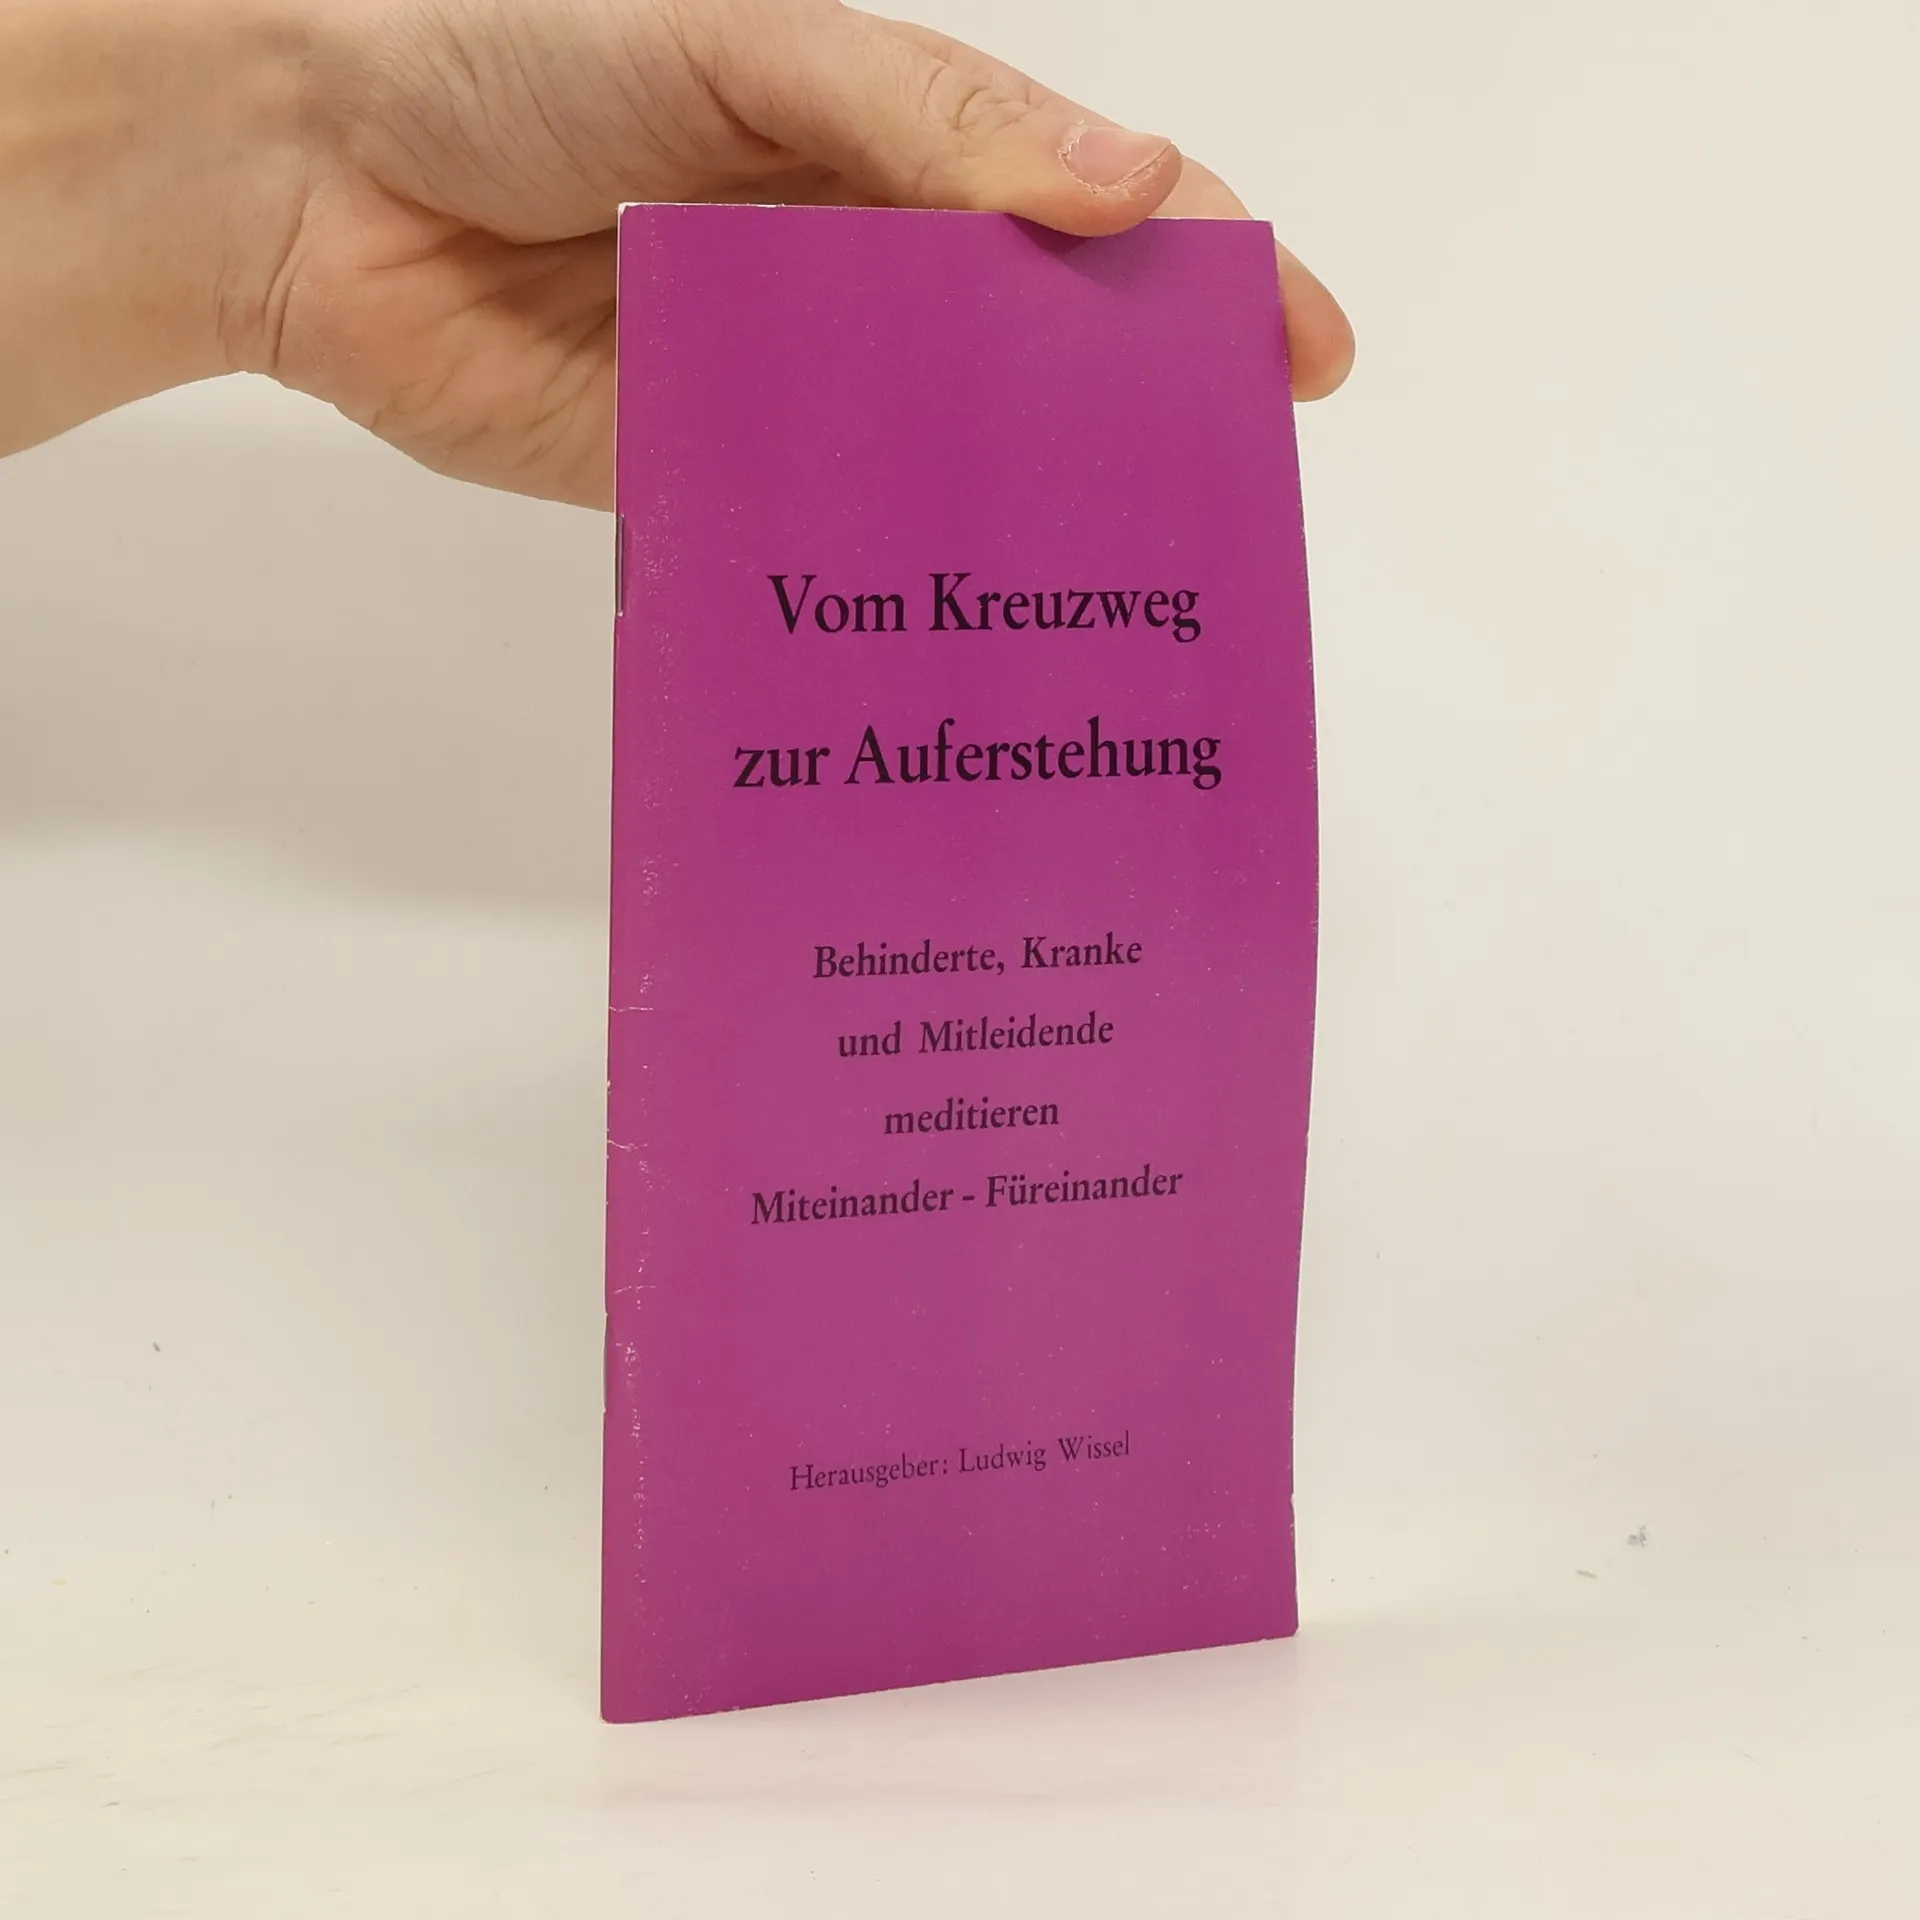 Vom Kreuzweg
zur Auferstehung
Behinderte, Kranke
und Mitleidende
meditieren
Miteinander - Füreinander
Herausgeber: Ludwig Wissel